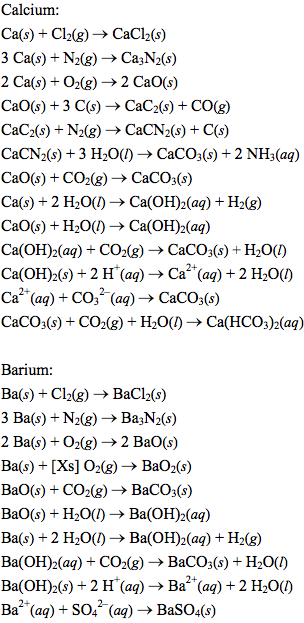 Calcium:
Ca(s) + Cl₂(g) → CaCl₂(s)
3 Ca(s) + N₂(g) → Ca₃N₂(s)
2 Ca(s) + O₂(g) → 2 CaO(s)
CaO(s) + 3 C(s) → CaC₂(s) + CO(g)
CaC₂(s) + N₂(g) → CaCN₂(s) + C(s)
CaCN₂(s) + 3 H₂O(l) → CaCO₃(s) + 2 NH₃(aq)
CaO(s) + CO₂(g) → CaCO₃(s)
Ca(s) + 2 H₂O(l) → Ca(OH)₂(aq) + H₂(g)
CaO(s) + H₂O(l) → Ca(OH)₂(aq)
Ca(OH)₂(aq) + CO₂(g) → CaCO₃(s) + H₂O(l)
Ca(OH)₂(s) + 2 H⁺(aq) → Ca²⁺(aq) + 2 H₂O(l)
Ca²⁺(aq) + CO₃²⁻(aq) → CaCO₃(s)
CaCO₃(s) + CO₂(g) + H₂O(l) → Ca(HCO₃)₂(aq)
Barium:
Ba(s) + Cl₂(g) → BaCl₂(s)
3 Ba(s) + N₂(g) → Ba₃N₂(s)
2 Ba(s) + O₂(g) → 2 BaO(s)
Ba(s) + [Xs] O₂(g) → BaO₂(s)
BaO(s) + CO₂(g) → BaCO₃(s)
BaO(s) + H₂O(l) → Ba(OH)₂(aq)
Ba(s) + 2 H₂O(l) → Ba(OH)₂(aq) + H₂(g)
Ba(OH)₂(aq) + CO₂(g) → BaCO₃(s) + H₂O(l)
Ba(OH)₂(s) + 2 H⁺(aq) → Ba²⁺(aq) + 2 H₂O(l)
Ba²⁺(aq) + SO₄²⁻(aq) → BaSO₄(s)